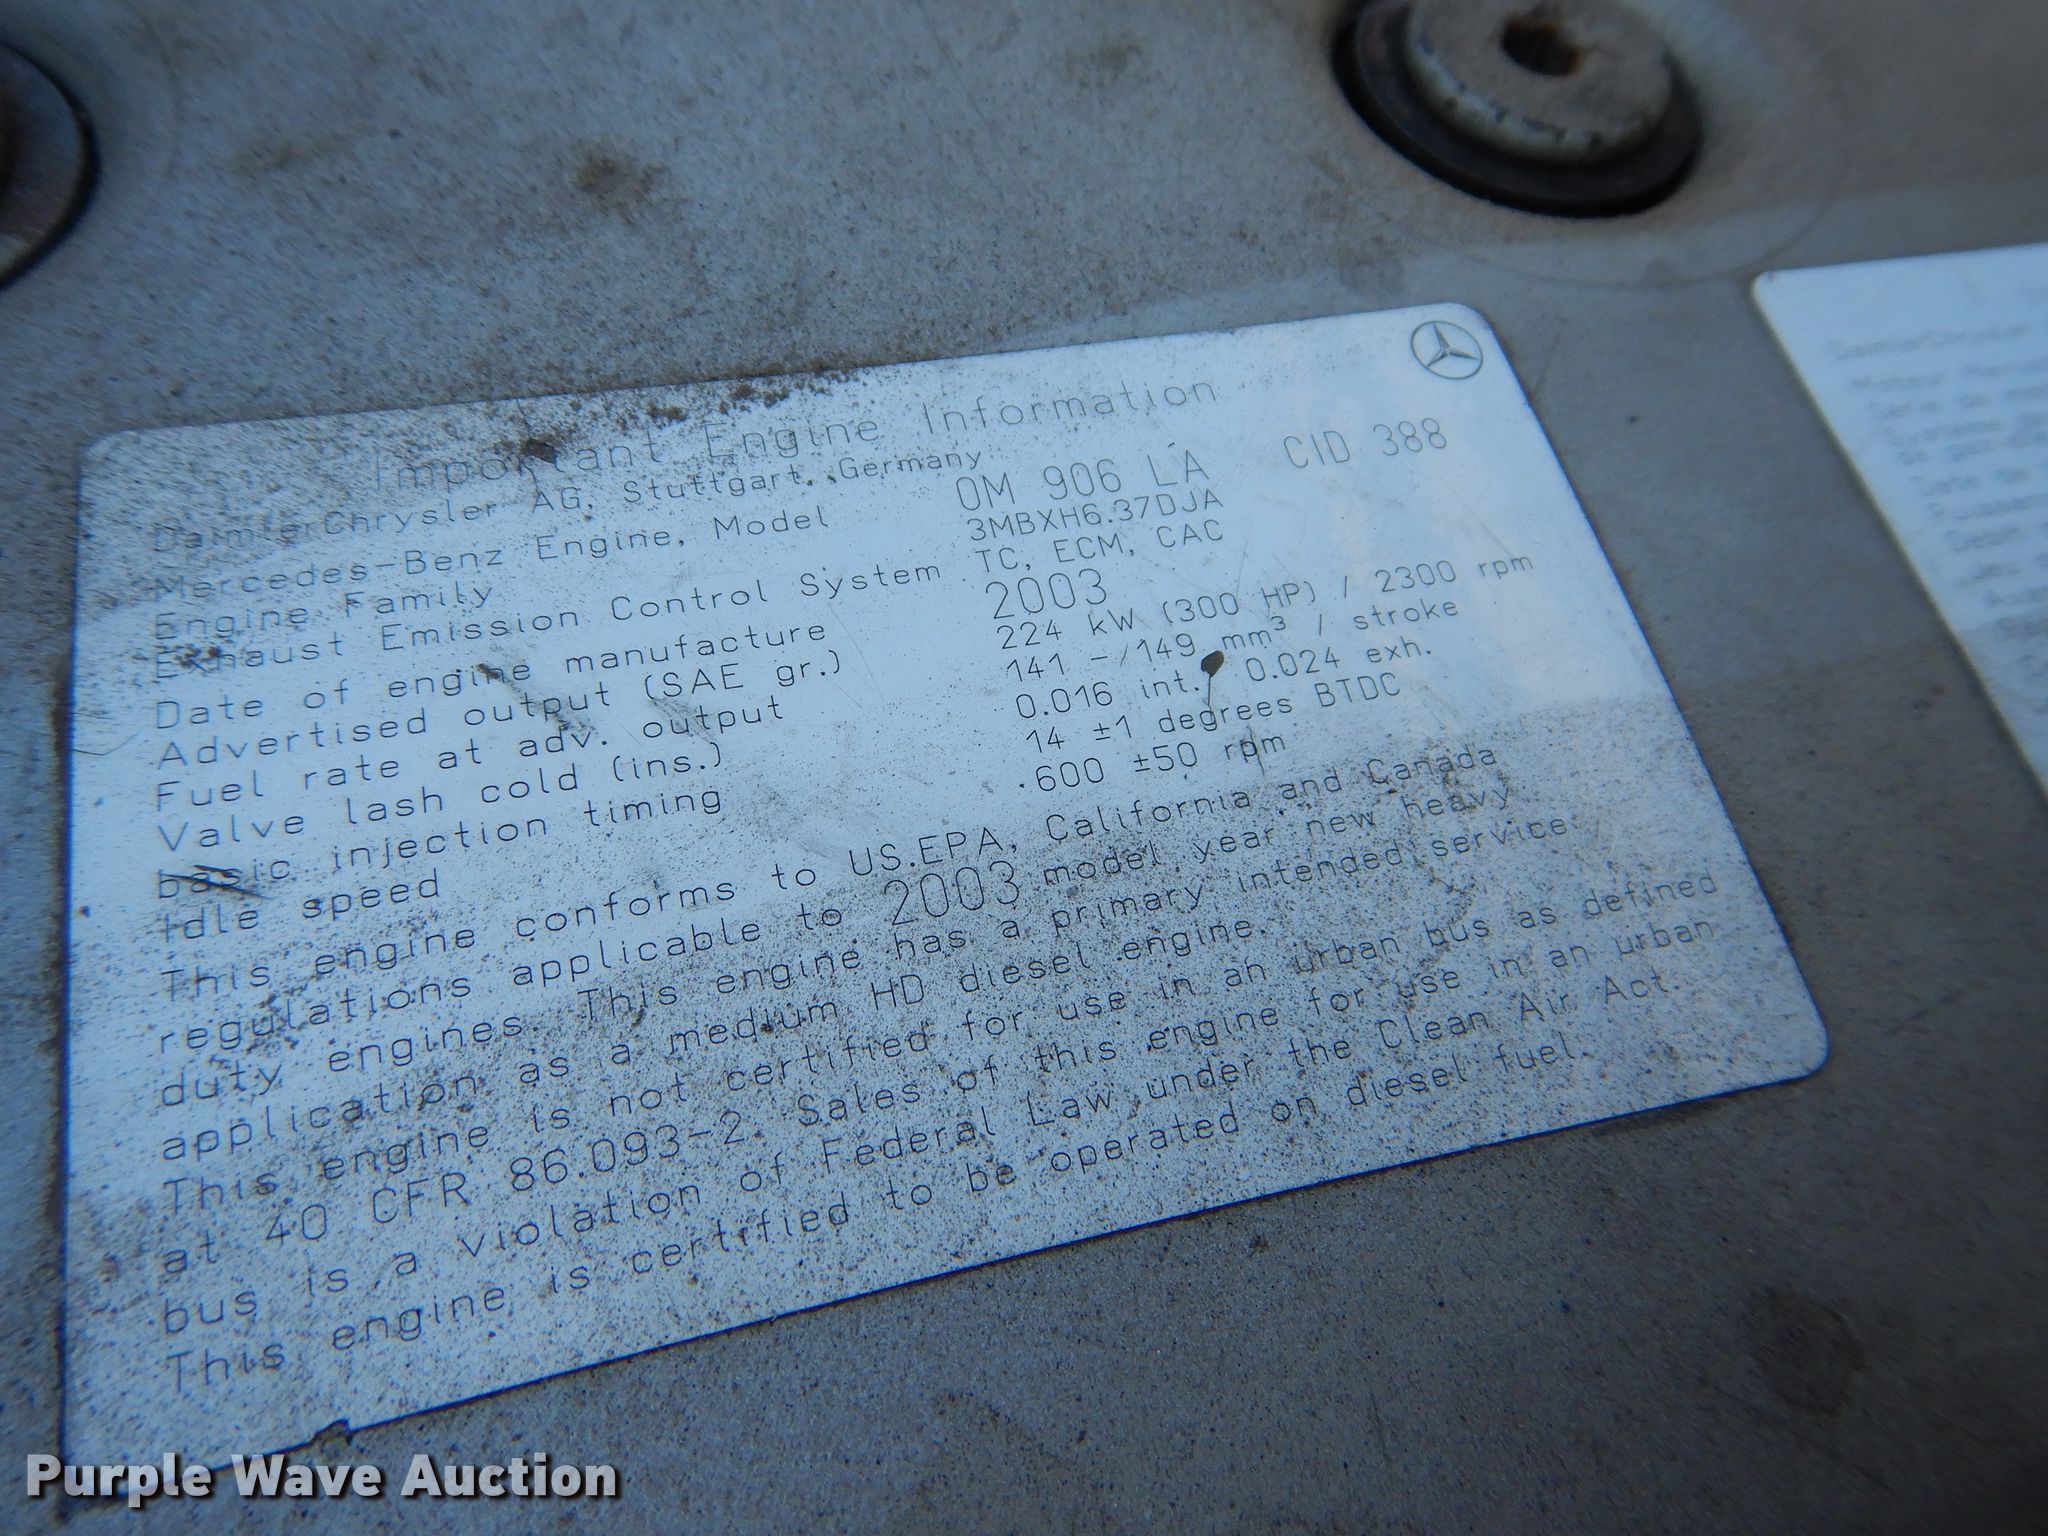 Important Engine Information
DaimlerChrysler AG, Stuttgart, Germany
Mercedes-Benz Engine, Model OM 906 LA CID 388
Engine Family 3MBXH6.37DJA
Exhaust Emission Control System TC, ECM, CAC
Date of engine manufacture 2003
Advertised output (SAE gr.) 224 kW (300 HP) / 2300 rpm
Fuel rate at adv. output 141 - 149 mm³ / stroke
Valve lash cold (ins.) 0.016 int. 0.024 exh.
basic injection timing 14 ±1 degrees BTDC
Idle speed 600 ±50 rpm
This engine conforms to US.EPA, California and Canada
regulations applicable to 2003 model year new heavy
duty engines. This engine has a primary intended service
application as a medium HD diesel engine.
This engine is not certified for use in an urban bus as defined
at 40 CFR 86.093-2. Sales of this engine for use in an urban
bus is a violation of Federal Law under the Clean Air Act.
This engine is certified to be operated on diesel fuel.
DaimlerChrysler
Moteur
Purple Wave Auction